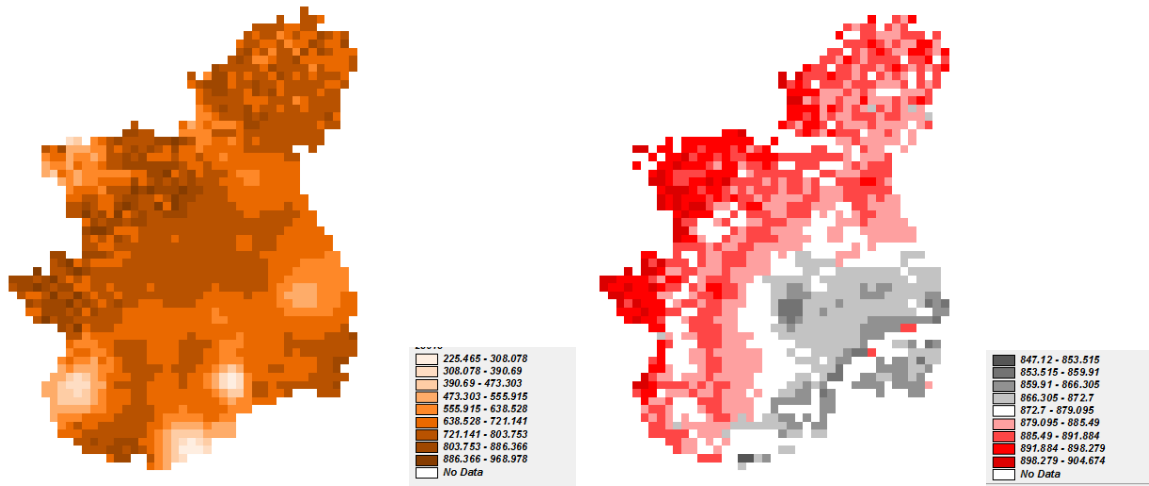 225.465 - 308.078
308.078 - 390.69
390.69 - 473.303
473.303 - 555.915
555.915 - 638.528
638.528 - 721.141
721.141 - 803.753
803.753 - 886.366
886.366 - 968.978
No Data
847.12 - 853.515
853.515 - 859.91
859.91 - 866.305
866.305 - 872.7
872.7 - 879.095
879.095 - 885.49
885.49 - 891.884
891.884 - 898.279
898.279 - 904.674
No Data